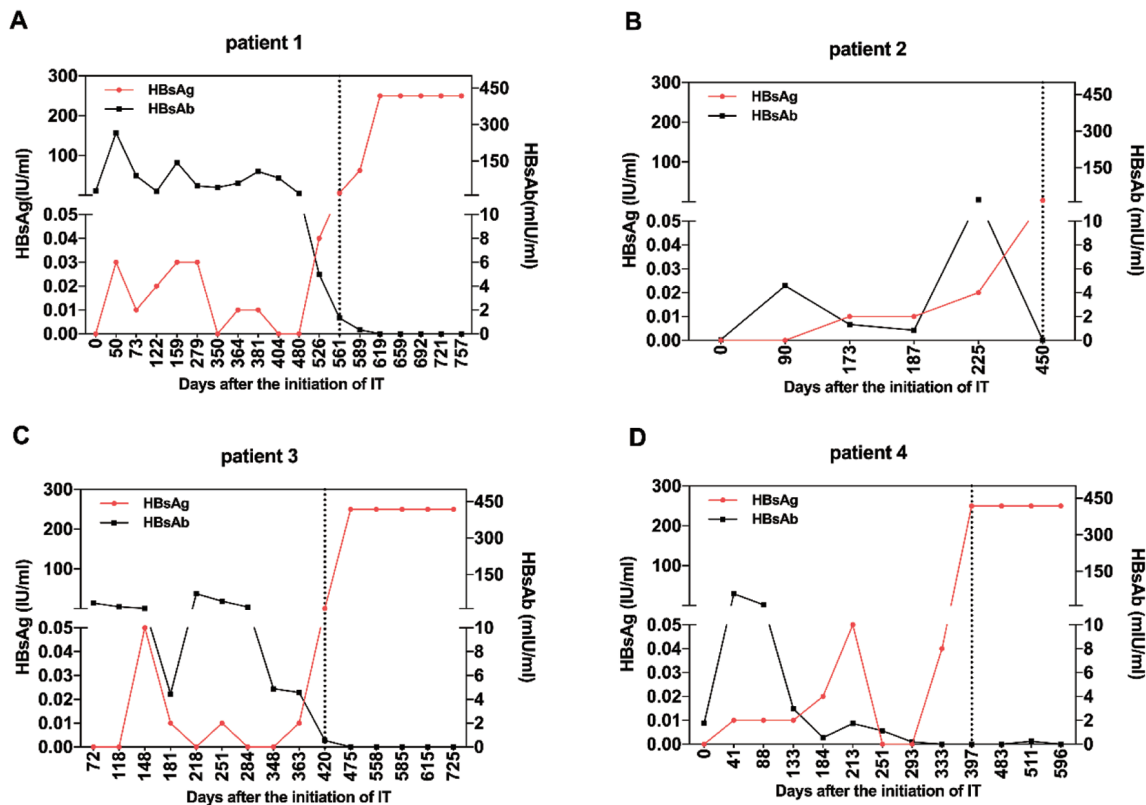 A
patient 1
HBsAg
HBsAb
300
200
100
0.05
0.04
0.03
0.02
0.01
0.00
450
300
150
10
8
6
4
2
0
HBsAg(IU/ml)
HBsAb(mIU/ml)
0 50 73 122 159 279 350 364 381 404 480 526 561 589 619 659 692 721 757
Days after the initiation of IT
B
patient 2
HBsAg
HBsAb
300
200
100
0.05
0.04
0.03
0.02
0.01
0.00
450
300
150
10
8
6
4
2
0
HBsAg (IU/ml)
HBsAb (mIU/ml)
0 90 173 187 225 450
Days after the initiation of IT
C
patient 3
HBsAg
HBsAb
300
200
100
0.05
0.04
0.03
0.02
0.01
0.00
450
300
150
10
8
6
4
2
0
HBsAg (IU/ml)
HBsAb (mIU/ml)
72 118 148 181 218 251 284 348 363 420 475 558 585 615 725
Days after the initiation of IT
D
patient 4
HBsAg
HBsAb
300
200
100
0.05
0.04
0.03
0.02
0.01
0.00
450
300
150
10
8
6
4
2
0
HBsAg (IU/ml)
HBsAb (mIU/ml)
0 41 88 133 184 213 251 293 333 397 483 511 596
Days after the initiation of IT